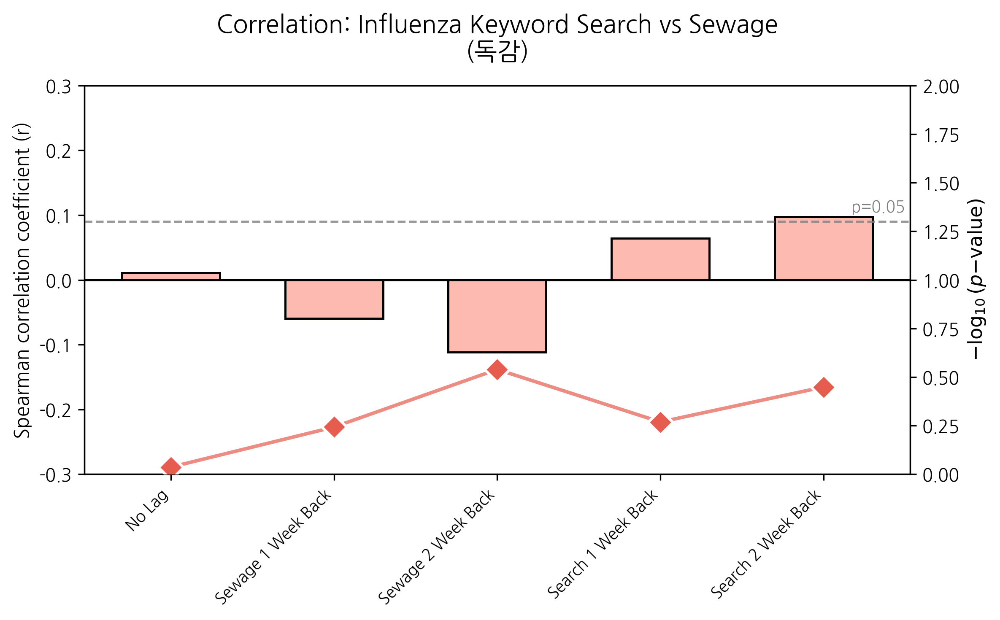 Correlation: Influenza Keyword Search vs Sewage
(독감)
Spearman correlation coefficient (r)
0.3
0.2
0.1
0.0
-0.1
-0.2
-0.3
2.00
1.75
1.50
1.25
1.00
0.75
0.50
0.25
0.00
−log₁₀ (p−value)
p=0.05
No Lag
Sewage 1 Week Back
Sewage 2 Week Back
Search 1 Week Back
Search 2 Week Back